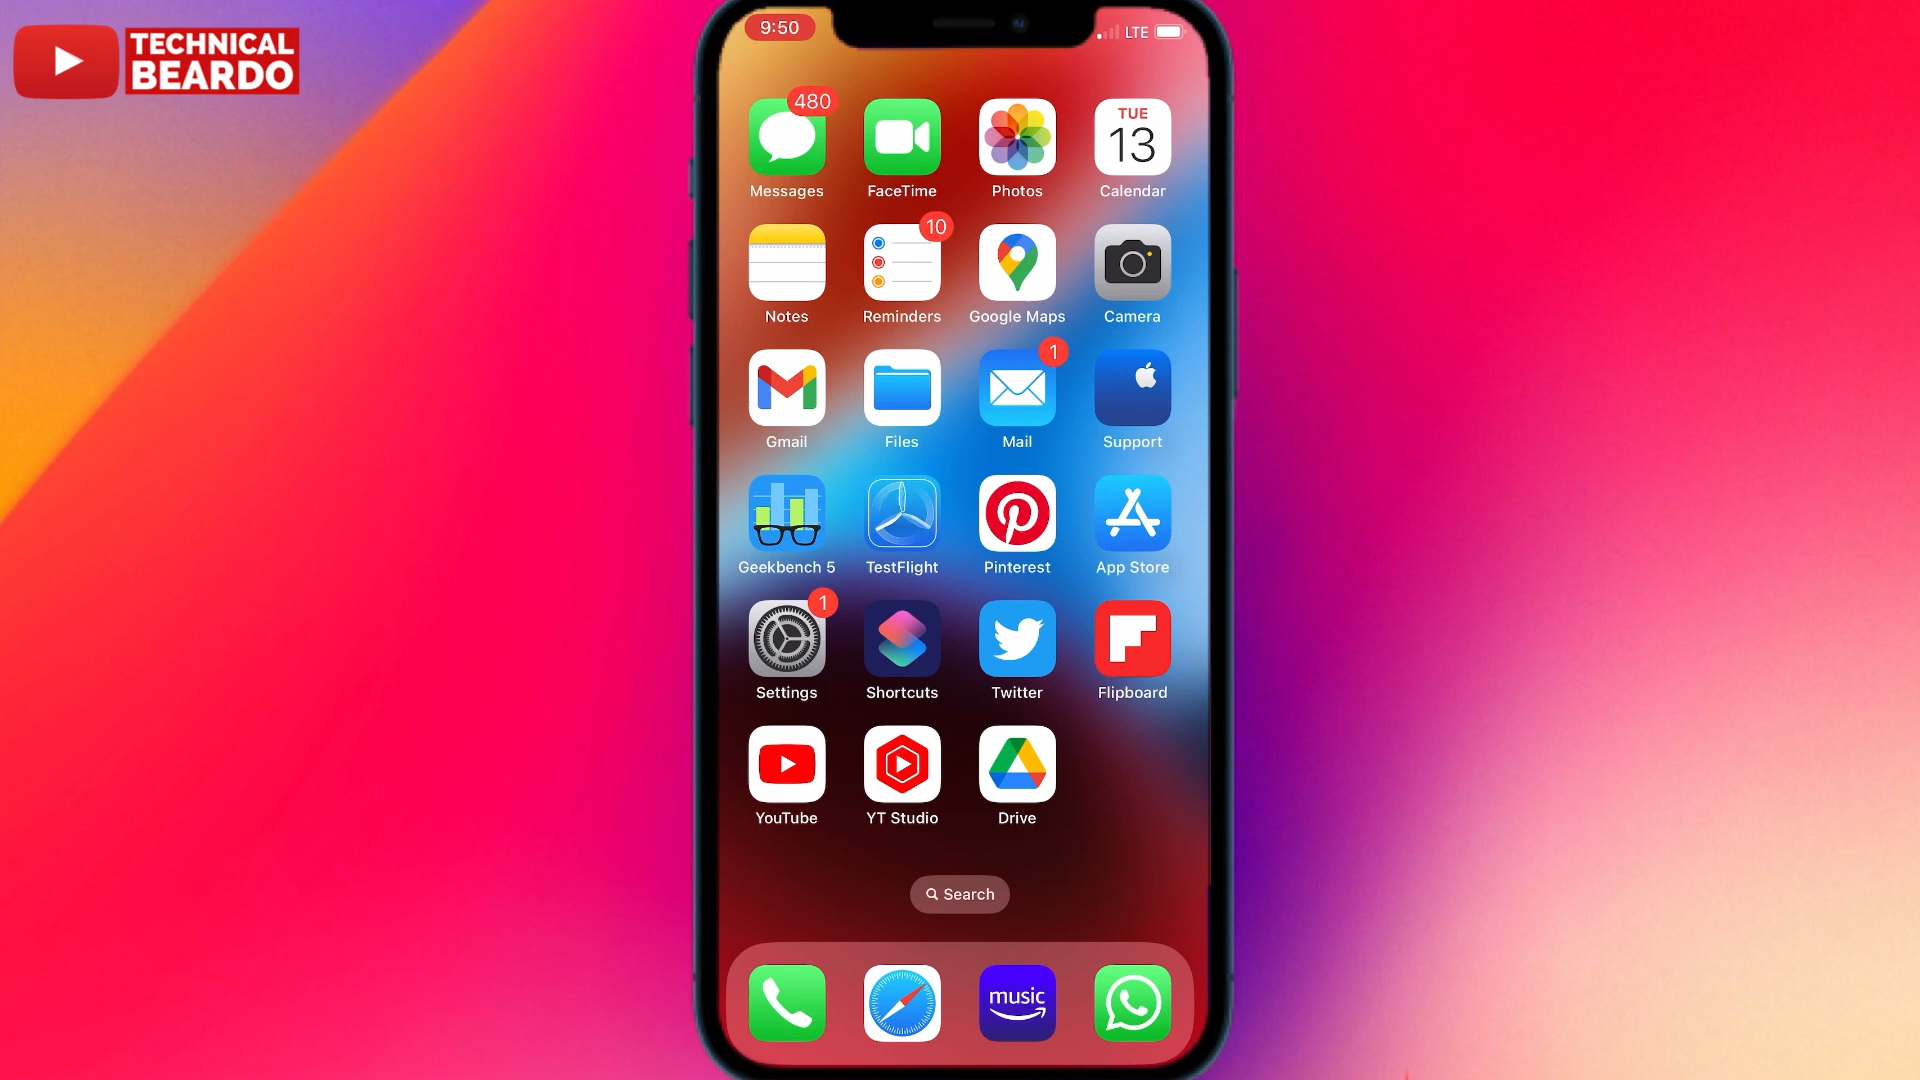 TECHNICAL
BEARDO
9:50
LTE
480
TUE
13
Messages
FaceTime
Photos
Calendar
10
Notes
Reminders
Google Maps
Camera
1
Gmail
Files
Mail
Support
Geekbench 5
TestFlight
Pinterest
App Store
1
Settings
Shortcuts
Twitter
Flipboard
YouTube
YT Studio
Drive
Search
music